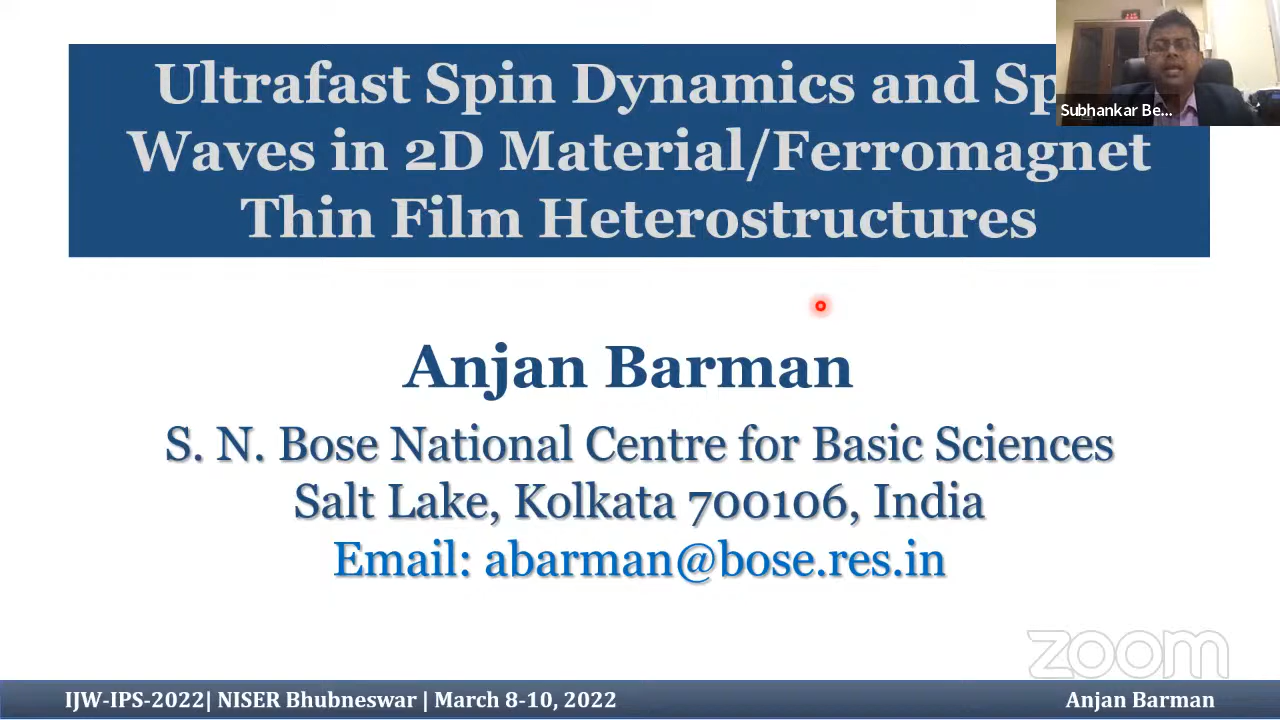 Ultrafast Spin Dynamics and Sp
Waves in 2D Material/Ferromagnet
Thin Film Heterostructures
Subhankar Be...
Anjan Barman
S. N. Bose National Centre for Basic Sciences
Salt Lake, Kolkata 700106, India
Email: abarman@bose.res.in
zoom
IJW-IPS-2022| NISER Bhubneswar | March 8-10, 2022
Anjan Barman